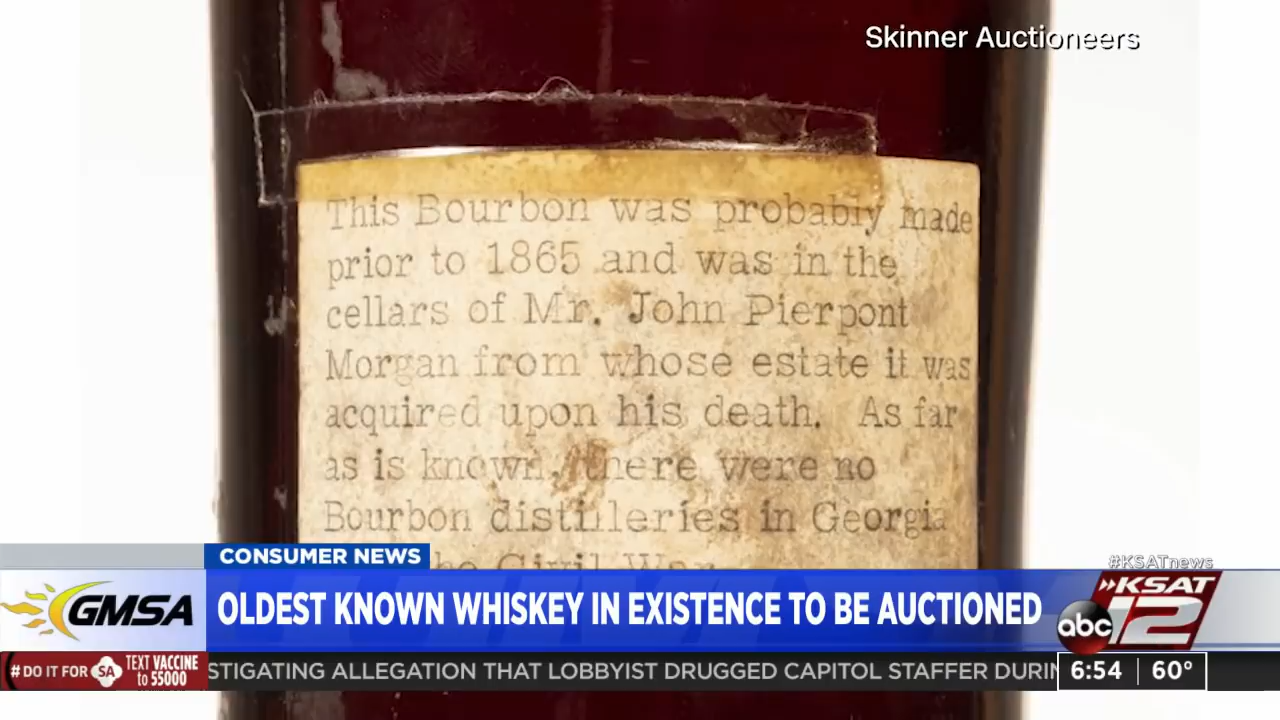 Skinner Auctioneers
This Bourbon was probably made
prior to 1865 and was in the
cellars of Mr. John Pierpont
Morgan from whose estate it was
acquired upon his death. As far
as is known, there were no
Bourbon distilleries in Georgia
Civil War
CONSUMER NEWS
#KSATnews
GMSA
OLDEST KNOWN WHISKEY IN EXISTENCE TO BE AUCTIONED
abc
KSAT
12
# DO IT FOR SA TEXT VACCINE
to 55000
STIGATING ALLEGATION THAT LOBBYIST DRUGGED CAPITOL STAFFER DURIN
6:54 60°